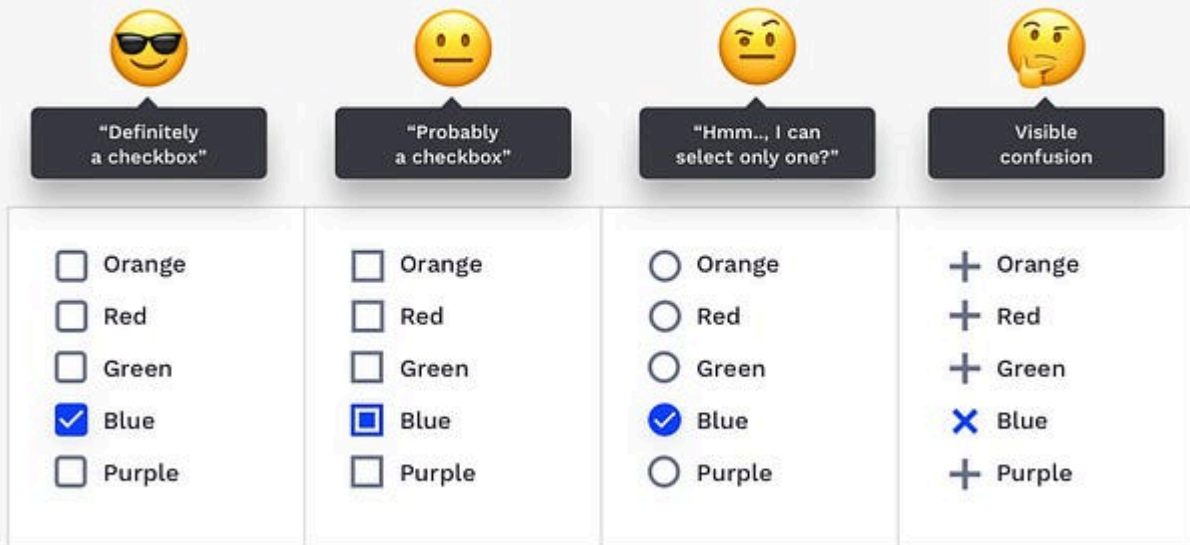 “Definitely
a checkbox”
“Probably
a checkbox”
“Hmm.., I can
select only one?”
Visible
confusion
Orange
Red
Green
Blue
Purple
Orange
Red
Green
Blue
Purple
Orange
Red
Green
Blue
Purple
Orange
Red
Green
Blue
Purple